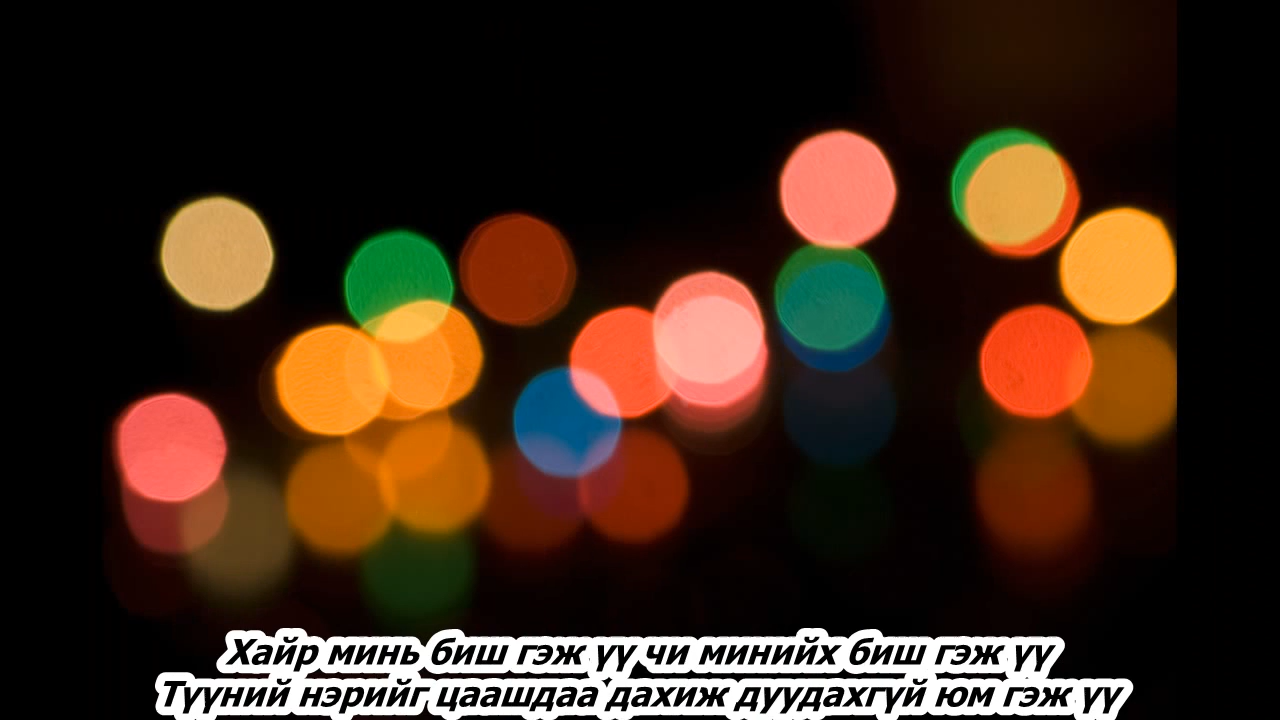 Хайр минь биш гэж үү чи минийх биш гэж үү
Түүний нэрийг цаашдаа дахиж дуудахгүй юм гэж үү